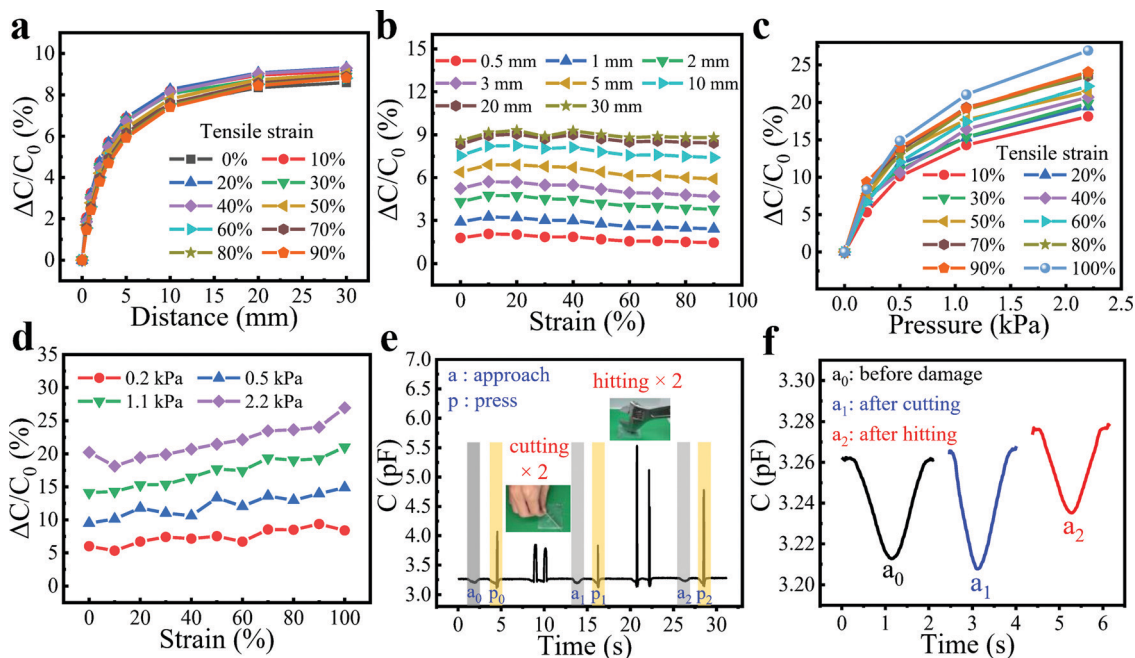 a
ΔC/C0 (%)
10
8
6
4
2
0
Tensile strain
0% 10%
20% 30%
40% 50%
60% 70%
80% 90%
0 5 10 15 20 25 30
Distance (mm)
b
ΔC/C0 (%)
15
12
9
6
3
0
0.5 mm 1 mm 2 mm
3 mm 5 mm 10 mm
20 mm 30 mm
0 20 40 60 80 100
Strain (%)
c
ΔC/C0 (%)
25
20
15
10
5
0
Tensile strain
10% 20%
30% 40%
50% 60%
70% 80%
90% 100%
0.0 0.5 1.0 1.5 2.0 2.5
Pressure (kPa)
d
ΔC/C0 (%)
35
30
25
20
15
10
5
0
0.2 kPa 0.5 kPa
1.1 kPa 2.2 kPa
0 20 40 60 80 100
Strain (%)
e
C (pF)
7.0
6.5
6.0
5.5
5.0
4.5
4.0
3.5
3.0
a : approach
p : press
hitting × 2
cutting
× 2
a0 p0 a1 p1 a2 p2
0 5 10 15 20 25 30
Time (s)
f
C (pF)
3.30
3.28
3.26
3.24
3.22
3.20
a0: before damage
a1: after cutting
a2: after hitting
a0
a1
a2
0 1 2 3 4 5 6
Time (s)